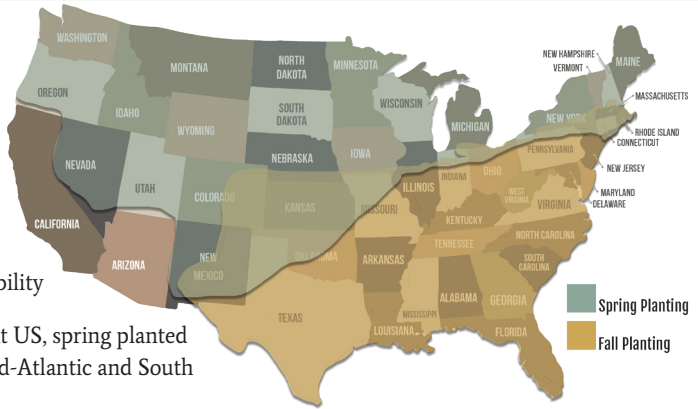 WASHINGTON
MONTANA
NORTH
DAKOTA
MINNESOTA
OREGON
IDAHO
WYOMING
SOUTH
DAKOTA
WISCONSIN
MICHIGAN
NEW HAMPSHIRE
VERMONT
MAINE
NEW YORK
MASSACHUSETTS
RHODE ISLAND
CONNECTICUT
NEVADA
UTAH
COLORADO
NEBRASKA
IOWA
KANSAS
MISSOURI
ILLINOIS
INDIANA
OHIO
PENNSYLVANIA
NEW JERSEY
MARYLAND
DELAWARE
WEST
VIRGINIA
VIRGINIA
KENTUCKY
CALIFORNIA
ARIZONA
NEW
MEXICO
OKLAHOMA
ARKANSAS
TENNESSEE
NORTH CAROLINA
SOUTH
CAROLINA
TEXAS
LOUISIANA
MISSISSIPPI
ALABAMA
GEORGIA
FLORIDA
Spring Planting
Fall Planting
bility
t US, spring planted
d-Atlantic and South